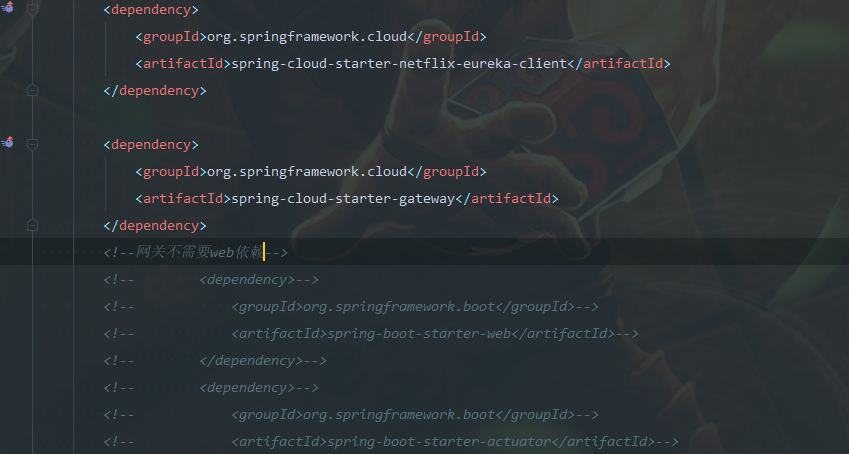 <dependency>
<groupId>org.springframework.cloud</groupId>
<artifactId>spring-cloud-starter-netflix-eureka-client</artifactId>
</dependency>
<dependency>
<groupId>org.springframework.cloud</groupId>
<artifactId>spring-cloud-starter-gateway</artifactId>
</dependency>
<!--网关不需要web依赖-->
<!--        <dependency>-->
<!--            <groupId>org.springframework.boot</groupId>-->
<!--            <artifactId>spring-boot-starter-web</artifactId>-->
<!--        </dependency>-->
<!--        <dependency>-->
<!--            <groupId>org.springframework.boot</groupId>-->
<!--            <artifactId>spring-boot-starter-actuator</artifactId>-->